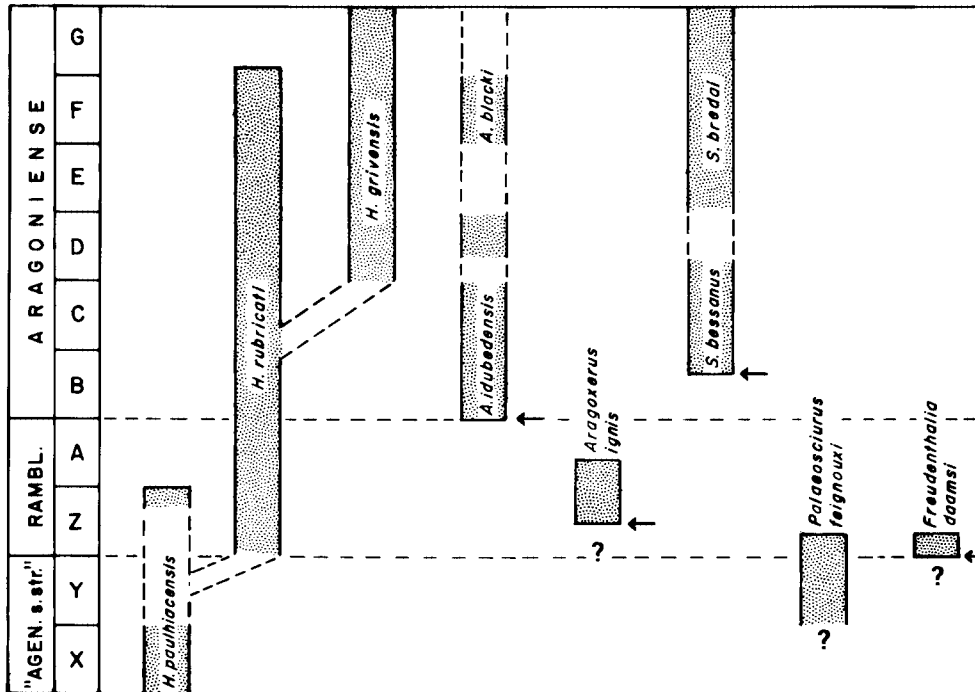 ARAGONIENSE
RAMBL.
"AGEN. s.str."
G
F
E
D
C
B
A
Z
Y
X
H. paulhiacensis
H. rubricati
H. grivensis
A. blacki
A. idubedensis
Aragoxerus
ignis
?
S. bredai
S. bessanus
Palaeosciurus
feignouxi
?
Freudenthalia
daamsi
?